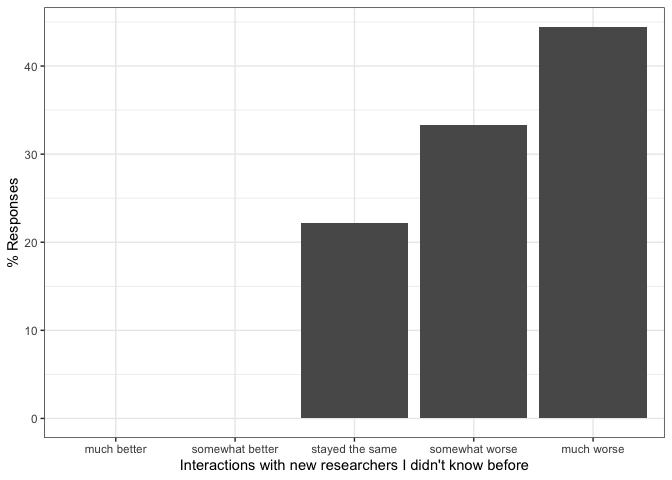 % Responses
40
30
20
10
0
much better somewhat better stayed the same somewhat worse much worse
Interactions with new researchers I didn't know before